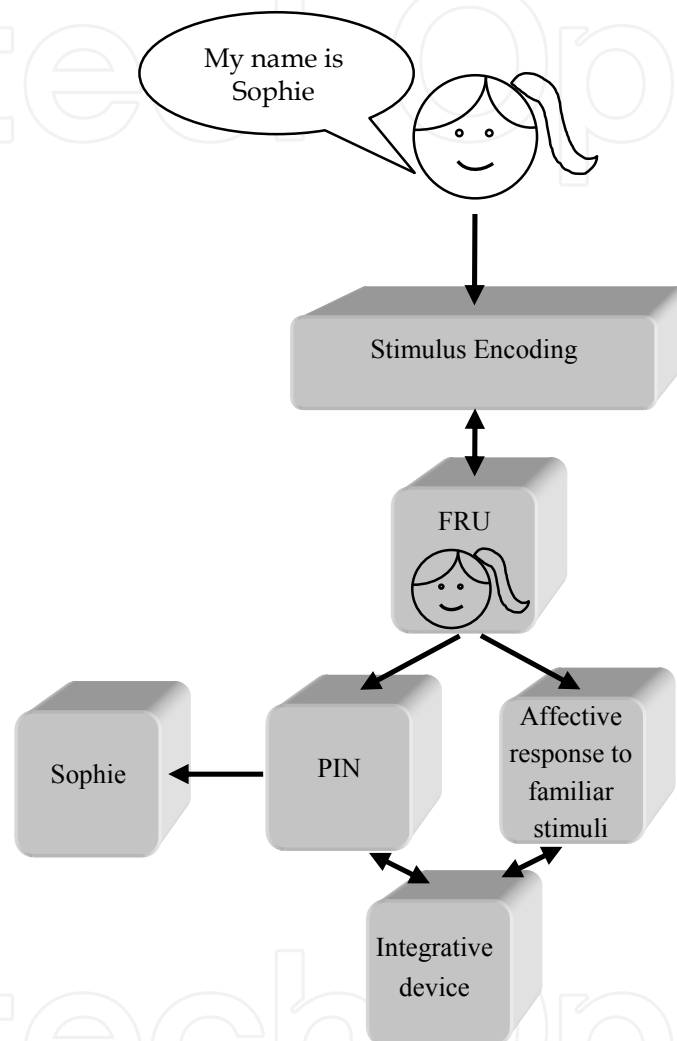 My name is
Sophie
Stimulus Encoding
FRU
Sophie
PIN
Affective
response to
familiar
stimuli
Integrative
device